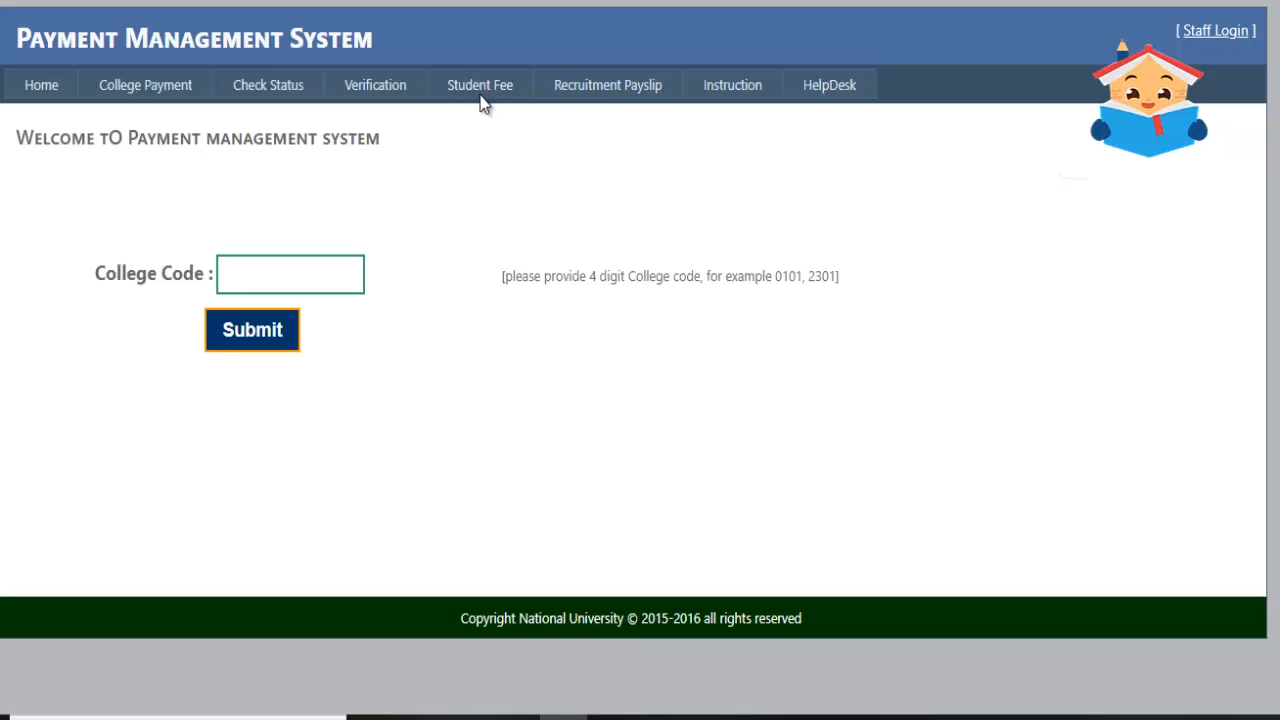 PAYMENT MANAGEMENT SYSTEM
[ Staff Login ]
Home College Payment Check Status Verification Student Fee Recruitment Payslip Instruction HelpDesk
WELCOME TO PAYMENT MANAGEMENT SYSTEM
College Code : [please provide 4 digit College code, for example 0101, 2301]
Submit
Copyright National University © 2015-2016 all rights reserved